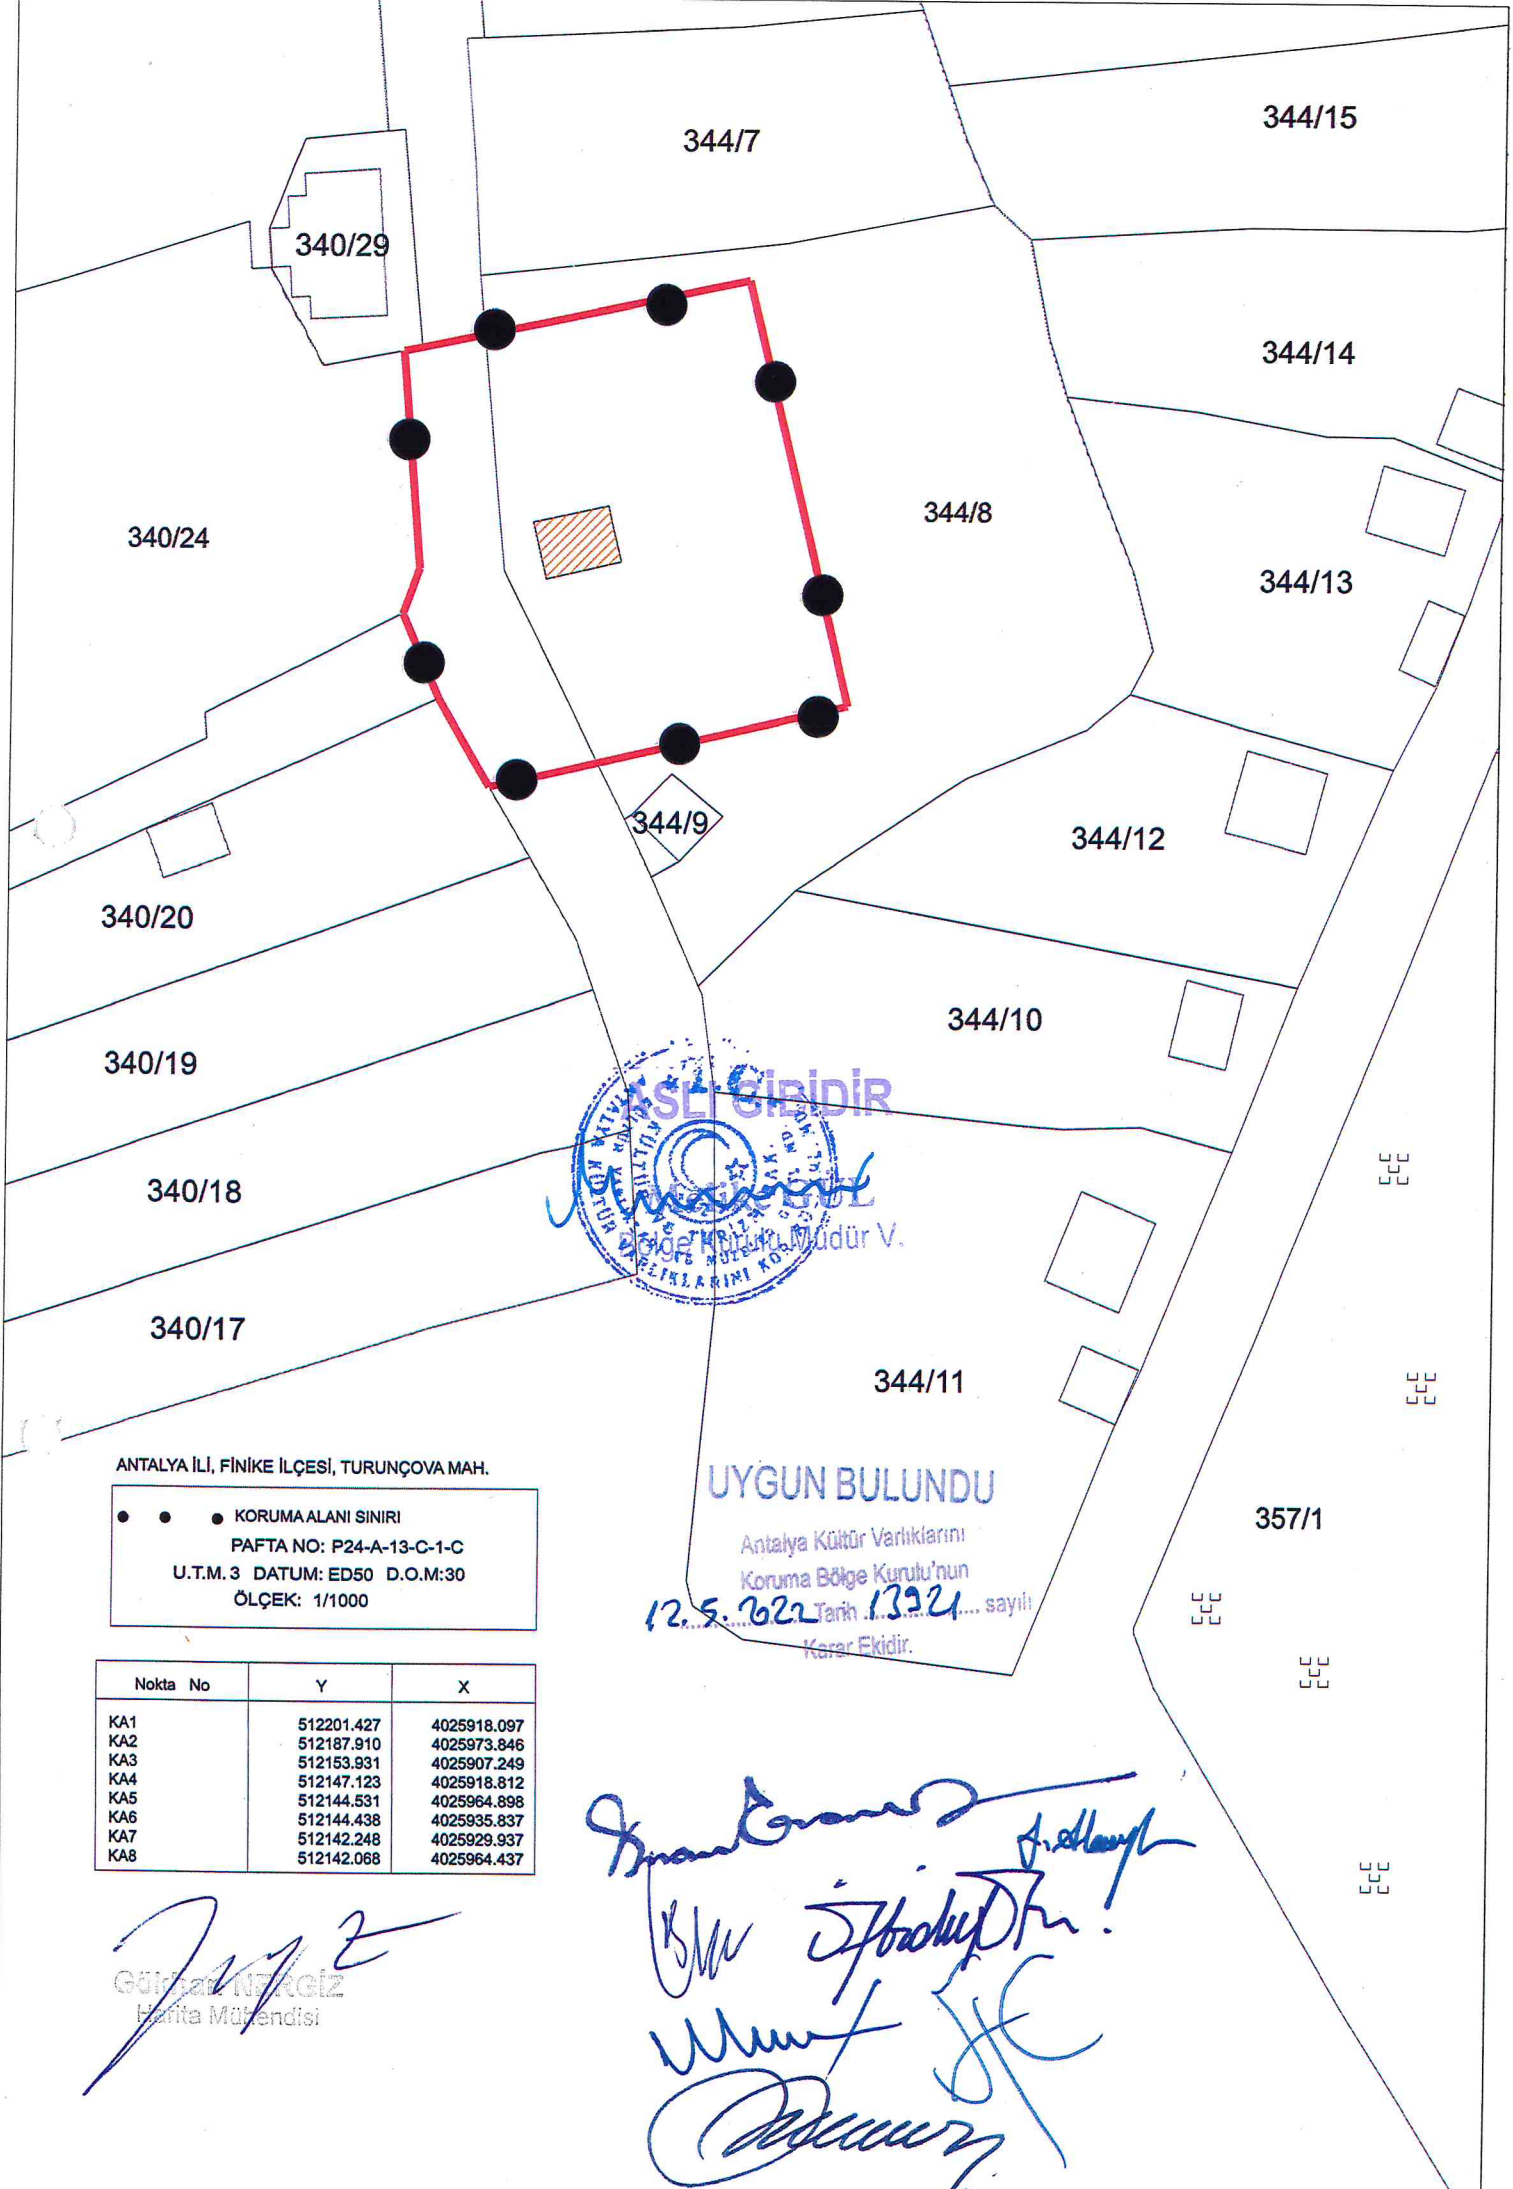 344/7
344/15
340/29
344/14
340/24
344/8
344/13
344/9
344/12
340/20
344/10
340/19
ASLI GİBİDİR
340/18
Melike GÜL
Bölge Kurulu Müdür V.
340/17
344/11
357/1
ANTALYA İLİ, FİNİKE İLÇESİ, TURUNÇOVA MAH.
KORUMA ALANI SINIRI
PAFTA NO: P24-A-13-C-1-C
U.T.M. 3 DATUM: ED50 D.O.M:30
ÖLÇEK: 1/1000
UYGUN BULUNDU
Antalya Kültür Varlıklarını
Koruma Bölge Kurulu'nun
12.5.2022 Tarih 13921 sayılı
Karar Ekidir.
Nokta No Y X
KA1 512201.427 4025918.097
KA2 512187.910 4025973.846
KA3 512153.931 4025907.249
KA4 512147.123 4025918.812
KA5 512144.531 4025964.898
KA6 512144.438 4025935.837
KA7 512142.248 4025929.937
KA8 512142.068 4025964.437
Gökhan NERGİZ
Harita Mühendisi